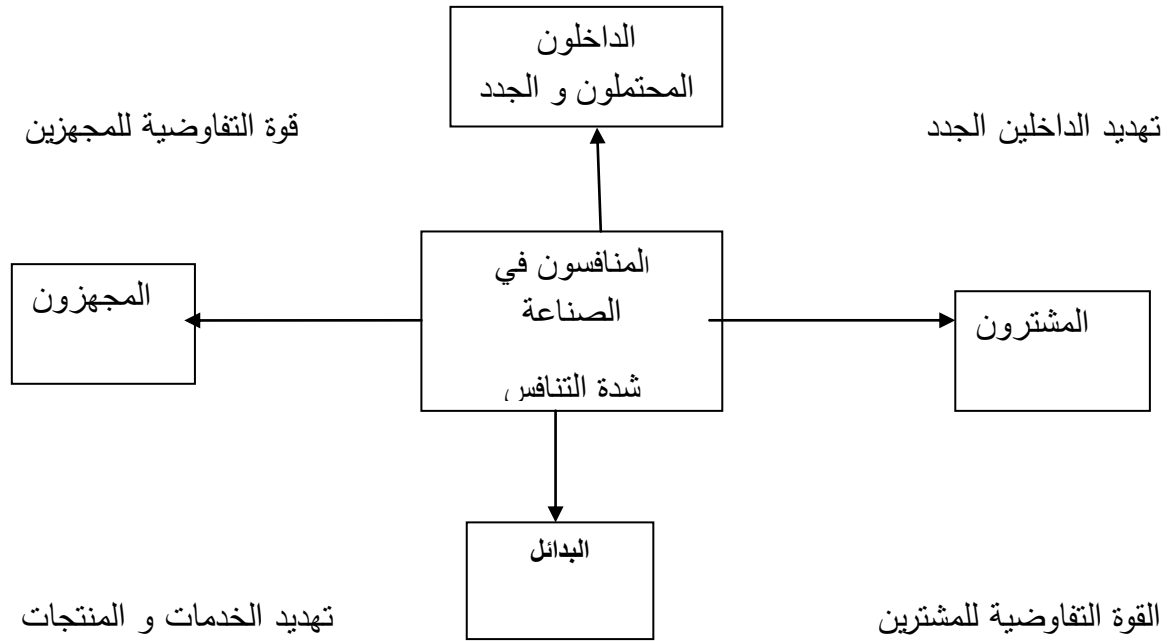 الداخلون
المحتملون و الجدد
تهديد الداخلين الجدد
قوة التفاوضية للمجهزين
المنافسون في
الصناعة
شدة التنافس
المشترون
المجهزون
البدائل
القوة التفاوضية للمشترين
تهديد الخدمات و المنتجات